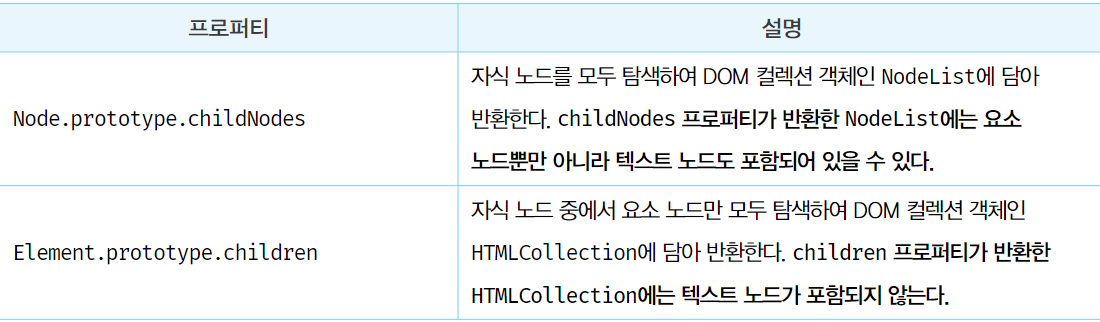 프로퍼티
설명
Node.prototype.childNodes
자식 노드를 모두 탐색하여 DOM 컬렉션 객체인 NodeList에 담아
반환한다. childNodes 프로퍼티가 반환한 NodeList에는 요소
노드뿐만 아니라 텍스트 노드도 포함되어 있을 수 있다.
Element.prototype.children
자식 노드 중에서 요소 노드만 모두 탐색하여 DOM 컬렉션 객체인
HTMLCollection에 담아 반환한다. children 프로퍼티가 반환한
HTMLCollection에는 텍스트 노드가 포함되지 않는다.